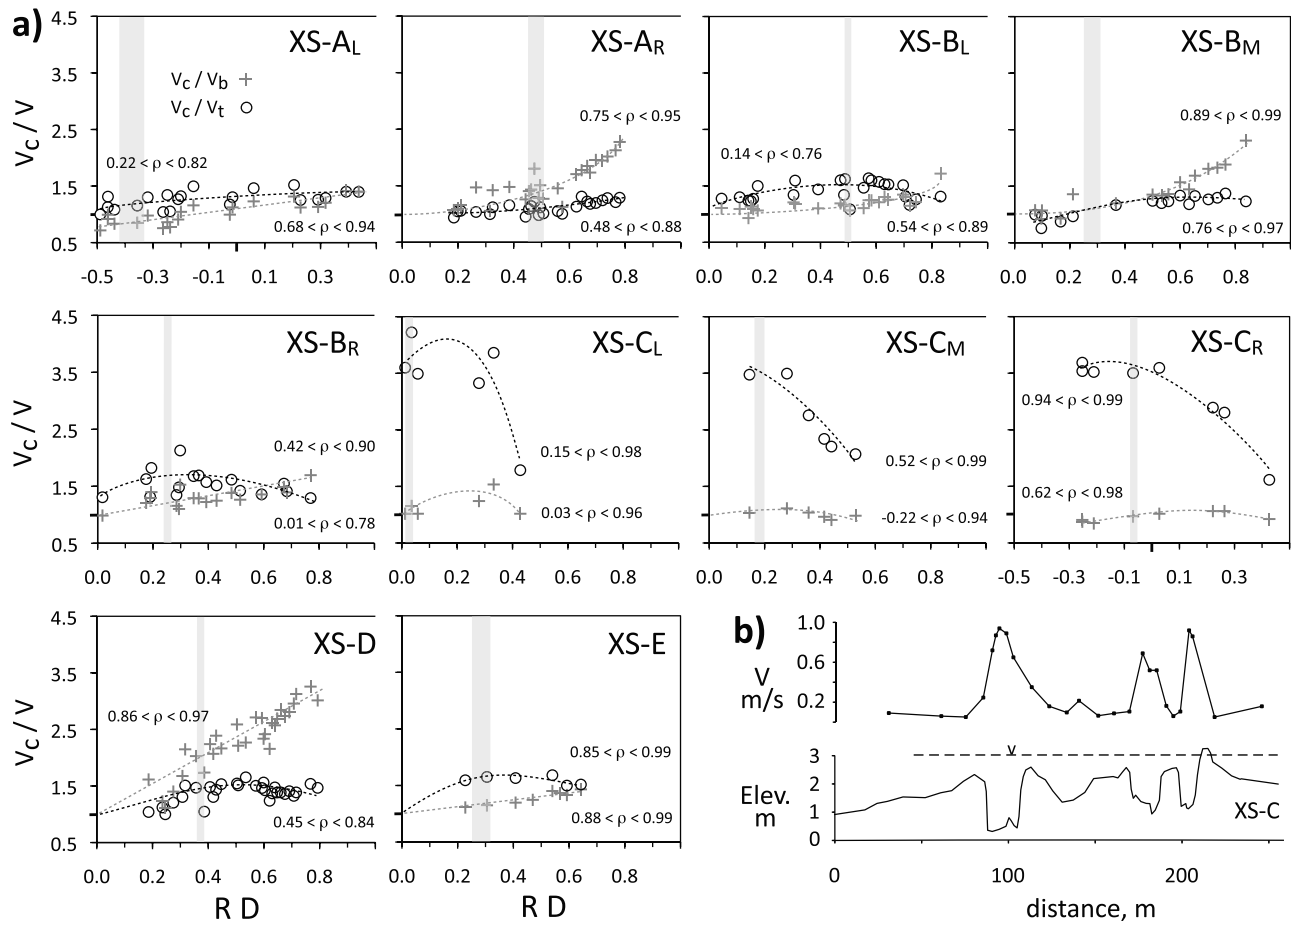 a)
4.5 XS-AL XS-AR XS-BL XS-BM
3.5 Vc / Vb +
Vc / Vt ○
Vc / V
2.5 0.75 < ρ < 0.95 0.89 < ρ < 0.99
0.22 < ρ < 0.82 0.14 < ρ < 0.76
1.5
0.68 < ρ < 0.94 0.48 < ρ < 0.88 0.54 < ρ < 0.89 0.76 < ρ < 0.97
0.5
-0.5 -0.3 -0.1 0.1 0.3 0.0 0.2 0.4 0.6 0.8 0.0 0.2 0.4 0.6 0.8 0.0 0.2 0.4 0.6 0.8
4.5 XS-BR XS-CL XS-CM XS-CR
3.5
Vc / V
0.94 < ρ < 0.99
2.5 0.42 < ρ < 0.90 0.15 < ρ < 0.98 0.52 < ρ < 0.99
1.5 0.62 < ρ < 0.98
0.01 < ρ < 0.78 0.03 < ρ < 0.96 -0.22 < ρ < 0.94
0.5
0.0 0.2 0.4 0.6 0.8 0.0 0.2 0.4 0.6 0.8 0.0 0.2 0.4 0.6 0.8 -0.5 -0.3 -0.1 0.1 0.3
4.5 XS-D XS-E
3.5
Vc / V
0.86 < ρ < 0.97
2.5 0.85 < ρ < 0.99
1.5
0.45 < ρ < 0.84 0.88 < ρ < 0.99
0.5
0.0 0.2 0.4 0.6 0.8 0.0 0.2 0.4 0.6 0.8
R D R D
b)
1.0
V
m/s
0.6
0.2
v
3
2
Elev.
m
1 XS-C
0
0 100 200
distance, m